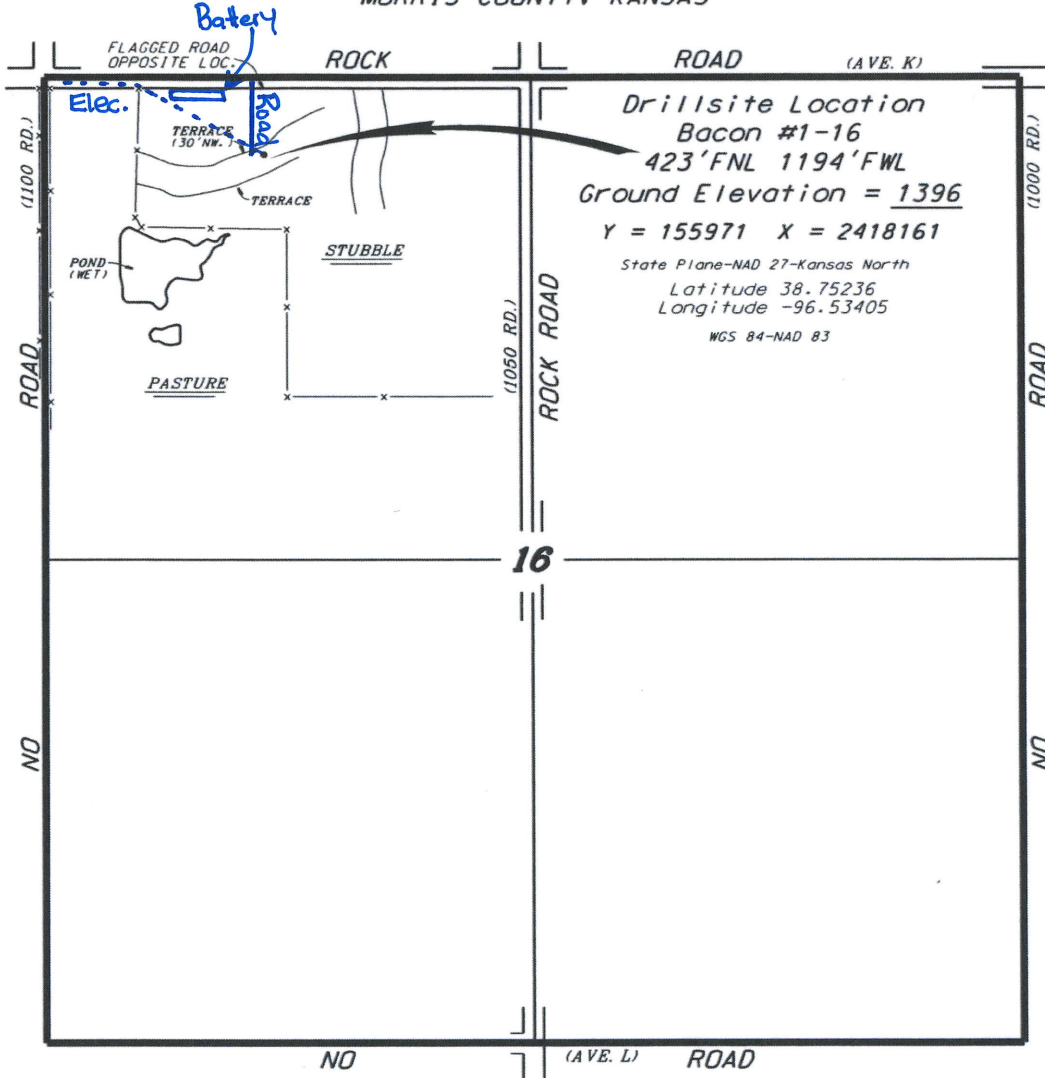 MORRIS COUNTY, KANSAS
Battery
FLAGGED ROAD
OPPOSITE LOC.
ROCK
ROAD
(AVE. K)
Elec.
Road
TERRACE
(30'NW.)
TERRACE
(1100 RD.)
(1000 RD.)
Drillsite Location
Bacon #1-16
423'FNL 1194'FWL
Ground Elevation = 1396
Y = 155971 X = 2418161
State Plane-NAD 27-Kansas North
Latitude 38.75236
Longitude -96.53405
WGS 84-NAD 83
STUBBLE
POND
(WET)
PASTURE
(1050 RD.)
ROCK ROAD
ROAD
ROAD
16
NO
NO
NO
(AVE. L)
ROAD